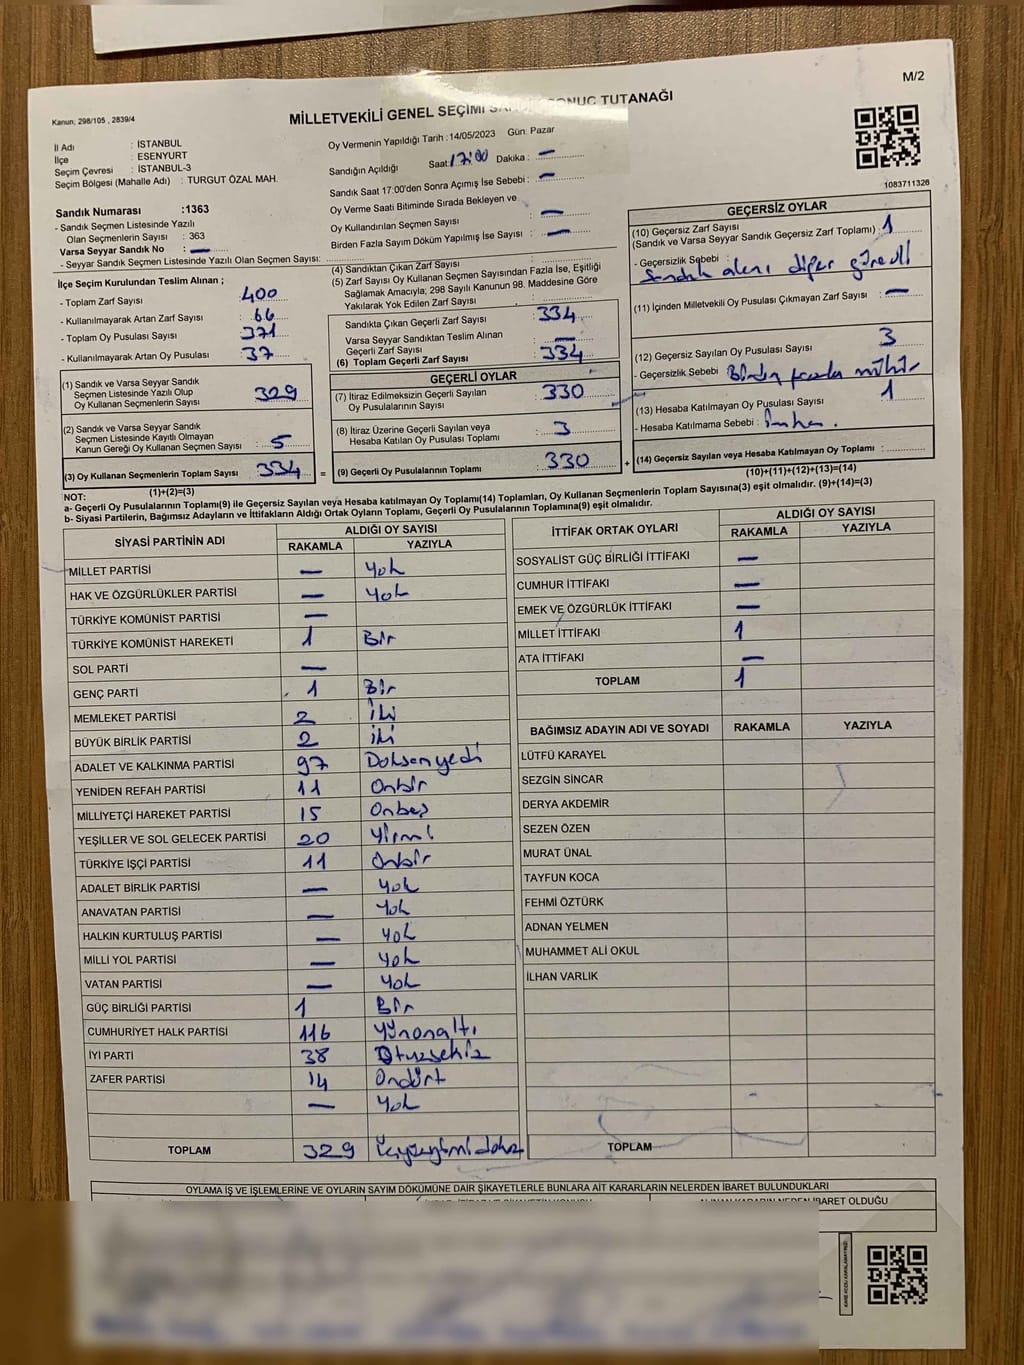 M/2
Kanun; 298/105 , 2839/4
MİLLETVEKİLİ GENEL SEÇİMİ TUTANAĞI
İl Adı : İSTANBUL
İlçe : ESENYURT
Seçim Çevresi : İSTANBUL-3
Seçim Bölgesi (Mahalle Adı) : TURGUT ÖZAL MAH.
Sandık Numarası :1363
- Sandık Seçmen Listesinde Yazılı
Olan Seçmenlerin Sayısı : 363
Varsa Seyyar Sandık No : —
- Seyyar Sandık Seçmen Listesinde Yazılı Olan Seçmen Sayısı:
Oy Vermenin Yapıldığı Tarih :14/05/2023 Gün. Pazar
Sandığın Açıldığı Saat: 17:00 Dakika : —
Sandık Saat 17:00'den Sonra Açımış İse Sebebi : —
Oy Verme Saati Bitiminde Sırada Bekleyen ve
Oy Kullandırılan Seçmen Sayısı —
Birden Fazla Sayım Döküm Yapılmış İse Sayısı : —
1083711326
İlçe Seçim Kurulundan Teslim Alınan ;
- Toplam Zarf Sayısı 400
- Kullanılmayarak Artan Zarf Sayısı : 66
- Toplam Oy Pusulası Sayısı 371
- Kullanılmayarak Artan Oy Pusulası 37
(1) Sandık ve Varsa Seyyar Sandık
Seçmen Listesinde Yazılı Olup
Oy Kullanan Seçmenlerin Sayısı 329
(2) Sandık ve Varsa Seyyar Sandık
Seçmen Listesinde Kayıtlı Olmayan
Kanun Gereği Oy Kullanan Seçmen Sayısı : 5
(3) Oy Kullanan Seçmenlerin Toplam Sayısı 334 =
(1)+(2)=(3)
(4) Sandıktan Çıkan Zarf Sayısı
(5) Zarf Sayısı Oy Kullanan Seçmen Sayısından Fazla İse, Eşitliği
Sağlamak Amacıyla, 298 Sayılı Kanunun 98. Maddesine Göre
Yakılarak Yok Edilen Zarf Sayısı :
Sandıkta Çıkan Geçerli Zarf Sayısı 334
Varsa Seyyar Sandıktan Teslim Alınan
Geçerli Zarf Sayısı : —
(6) Toplam Geçerli Zarf Sayısı 334
GEÇERLİ OYLAR
(7) İtiraz Edilmeksizin Geçerli Sayılan
Oy Pusulalarının Sayısı 330
(8) İtiraz Üzerine Geçerli Sayılan veya
Hesaba Katılan Oy Pusulası Toplamı 3
(9) Geçerli Oy Pusulalarının Toplamı 330 +
GEÇERSİZ OYLAR
(10) Geçersiz Zarf Sayısı
(Sandık ve Varsa Seyyar Sandık Geçersiz Zarf Toplamı) : 1
- Geçersizlik Sebebi :
Sandık alanı diğer görevli
(11) İçinden Milletvekili Oy Pusulası Çıkmayan Zarf Sayısı : —
(12) Geçersiz Sayılan Oy Pusulası Sayısı 3
- Geçersizlik Sebebi Birden fazla mühür
(13) Hesaba Katılmayan Oy Pusulası Sayısı 1
- Hesaba Katılmama Sebebi : imha.
(14) Geçersiz Sayılan veya Hesaba Katılmayan Oy Toplamı :
(10)+(11)+(12)+(13)=(14)
NOT:
a- Geçerli Oy Pusulalarının Toplamı(9) ile Geçersiz Sayılan veya Hesaba katılmayan Oy Toplamı(14) Toplamları, Oy Kullanan Seçmenlerin Toplam Sayısına(3) eşit olmalıdır. (9)+(14)=(3)
b- Siyasi Partilerin, Bağımsız Adayların ve İttifakların Aldığı Ortak Oyların Toplamı, Geçerli Oy Pusulalarının Toplamına(9) eşit olmalıdır.
SİYASİ PARTİNİN ADI ALDIĞI OY SAYISI
RAKAMLA YAZIYLA
MİLLET PARTİSİ — Yok
HAK VE ÖZGÜRLÜKLER PARTİSİ — Yok
TÜRKİYE KOMÜNİST PARTİSİ —
TÜRKİYE KOMÜNİST HAREKETİ 1 Bir
SOL PARTİ —
GENÇ PARTİ 1 Bir
MEMLEKET PARTİSİ 2 İki
BÜYÜK BİRLİK PARTİSİ 2 iki
ADALET VE KALKINMA PARTİSİ 97 Doksanyedi
YENİDEN REFAH PARTİSİ 11 Onbir
MİLLİYETÇİ HAREKET PARTİSİ 15 Onbeş
YEŞİLLER VE SOL GELECEK PARTİSİ 20 Yirmi
TÜRKİYE İŞÇİ PARTİSİ 11 Onbir
ADALET BİRLİK PARTİSİ — Yok
ANAVATAN PARTİSİ — Yok
HALKIN KURTULUŞ PARTİSİ — Yok
MİLLİ YOL PARTİSİ — Yok
VATAN PARTİSİ — Yok
GÜÇ BİRLİĞİ PARTİSİ 1 Bir
CUMHURİYET HALK PARTİSİ 116 Yüzonaltı
İYİ PARTİ 38 Otuzsekiz
ZAFER PARTİSİ 14 Ondört
— Yok
TOPLAM 329
İTTİFAK ORTAK OYLARI ALDIĞI OY SAYISI
RAKAMLA YAZIYLA
SOSYALİST GÜÇ BİRLİĞİ İTTİFAKI —
CUMHUR İTTİFAKI —
EMEK VE ÖZGÜRLÜK İTTİFAKI —
MİLLET İTTİFAKI 1
ATA İTTİFAKI —
TOPLAM 1
BAĞIMSIZ ADAYIN ADI VE SOYADI RAKAMLA YAZIYLA
LÜTFÜ KARAYEL
SEZGİN SİNCAR
DERYA AKDEMİR
SEZEN ÖZEN
MURAT ÜNAL
TAYFUN KOCA
FEHMİ ÖZTÜRK
ADNAN YELMEN
MUHAMMET ALİ OKUL
İLHAN VARLIK
TOPLAM
OYLAMA İŞ VE İŞLEMLERİNE VE OYLARIN SAYIM DÖKÜMÜNE DAİR ŞİKAYETLERLE BUNLARA AİT KARARLARIN NELERDEN İBARET BULUNDUKLARI
ALINAN KARARIN NEDEN İBARET OLDUĞU